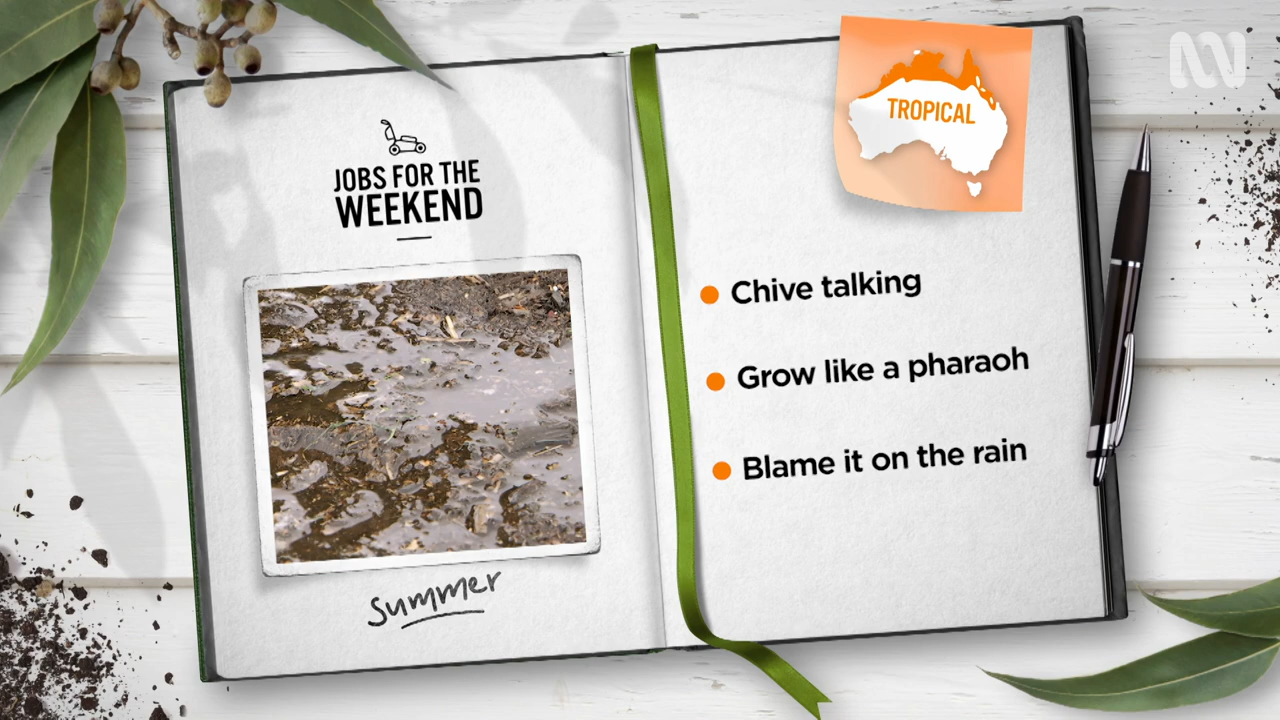 JOBS FOR THE
WEEKEND
Summer
TROPICAL
Chive talking
Grow like a pharaoh
Blame it on the rain